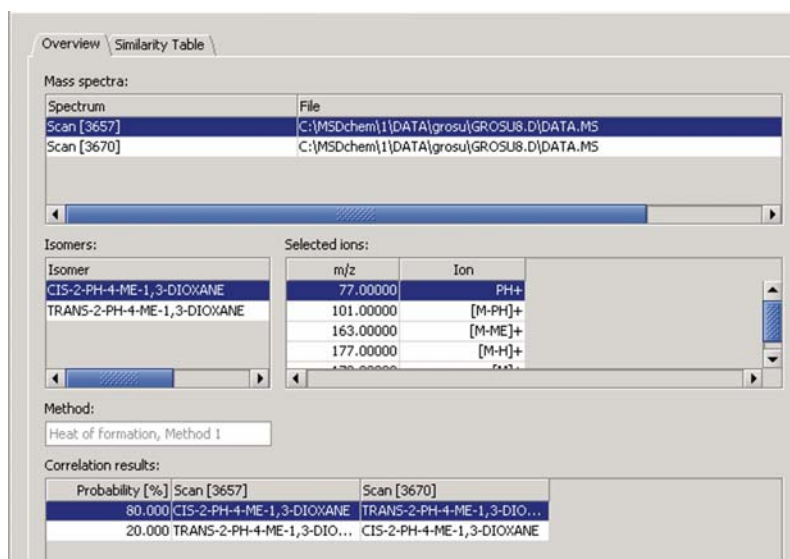 Overview Similarity Table
Mass spectra:
Spectrum File
Scan [3657] C:\MSDchem\1\DATA\grosu\GROSU8.D\DATA.MS
Scan [3670] C:\MSDchem\1\DATA\grosu\GROSU8.D\DATA.MS
Isomers: Selected ions:
Isomer m/z Ion
CIS-2-PH-4-ME-1,3-DIOXANE 77.00000 PH+
TRANS-2-PH-4-ME-1,3-DIOXANE 101.00000 [M-PH]+
163.00000 [M-ME]+
177.00000 [M-H]+
Method:
Heat of formation, Method 1
Correlation results:
Probability [%] Scan [3657] Scan [3670]
80.000 CIS-2-PH-4-ME-1,3-DIOXANE TRANS-2-PH-4-ME-1,3-DIO...
20.000 TRANS-2-PH-4-ME-1,3-DIO... CIS-2-PH-4-ME-1,3-DIOXANE